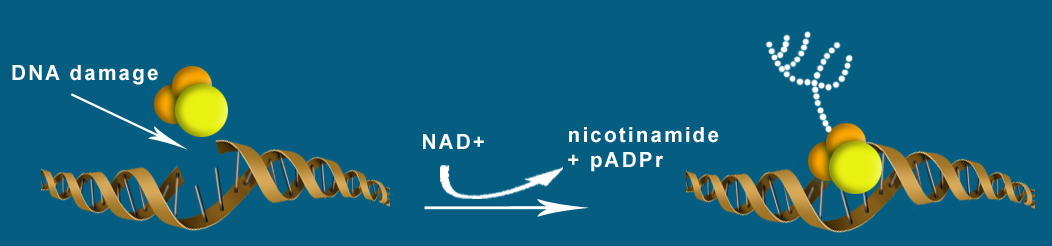 DNA damage
NAD+
nicotinamide
+ pADPr